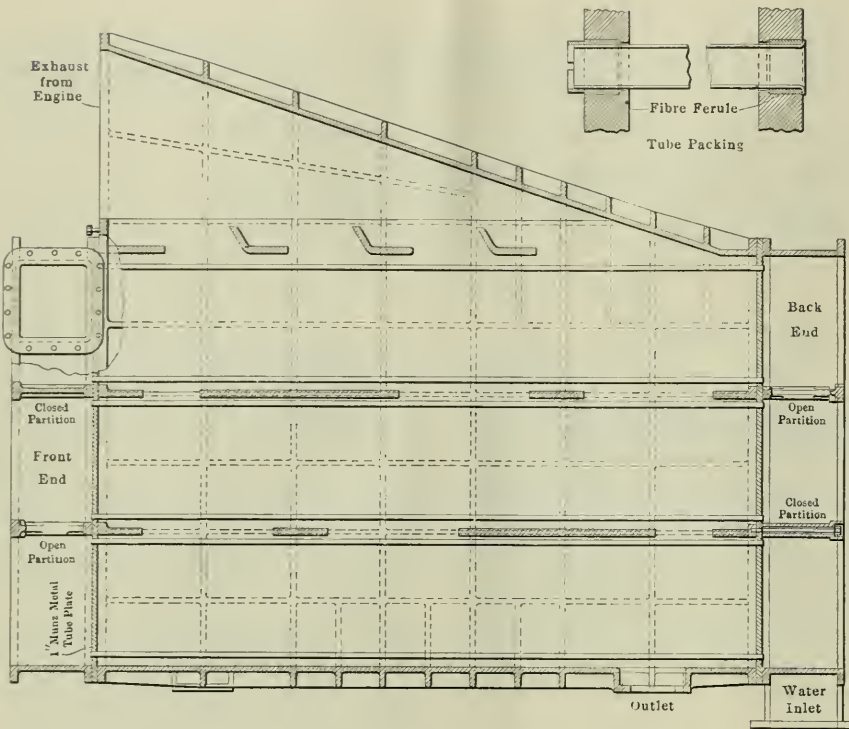 Exhaust
from
Engine
Fibre Ferule
Tube Packing
Back
End
Closed
Partition
Open
Partition
Front
End
Closed
Partition
Open
Partition
1" Munz Metal
Tube Plate
Outlet
Water
Inlet